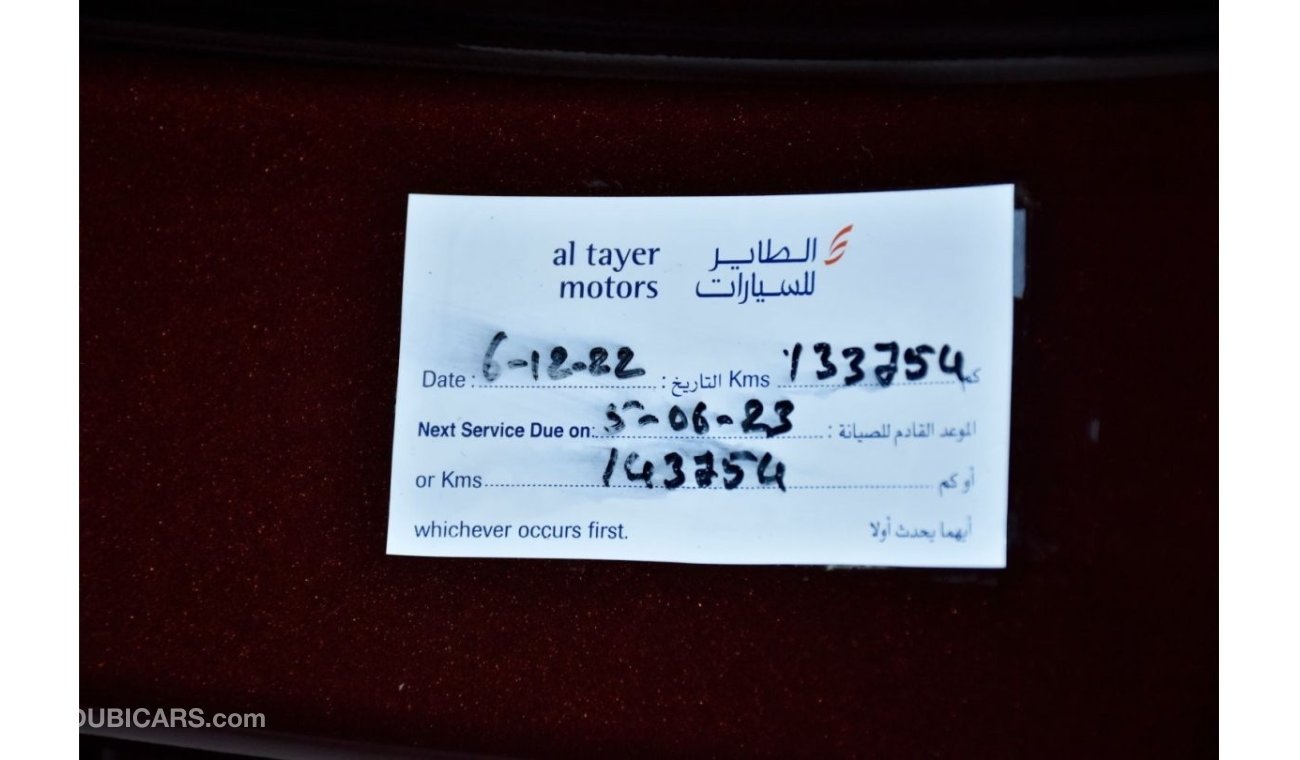 al tayer الطاير
motors للسيارات
Date : 6-12-22 : التاريخ Kms 133754 كم
Next Service Due on: 5-06-23 : الموعد القادم للصيانة
or Kms 143754 أو كم
whichever occurs first. أيهما يحدث أولا
DUBICARS.com